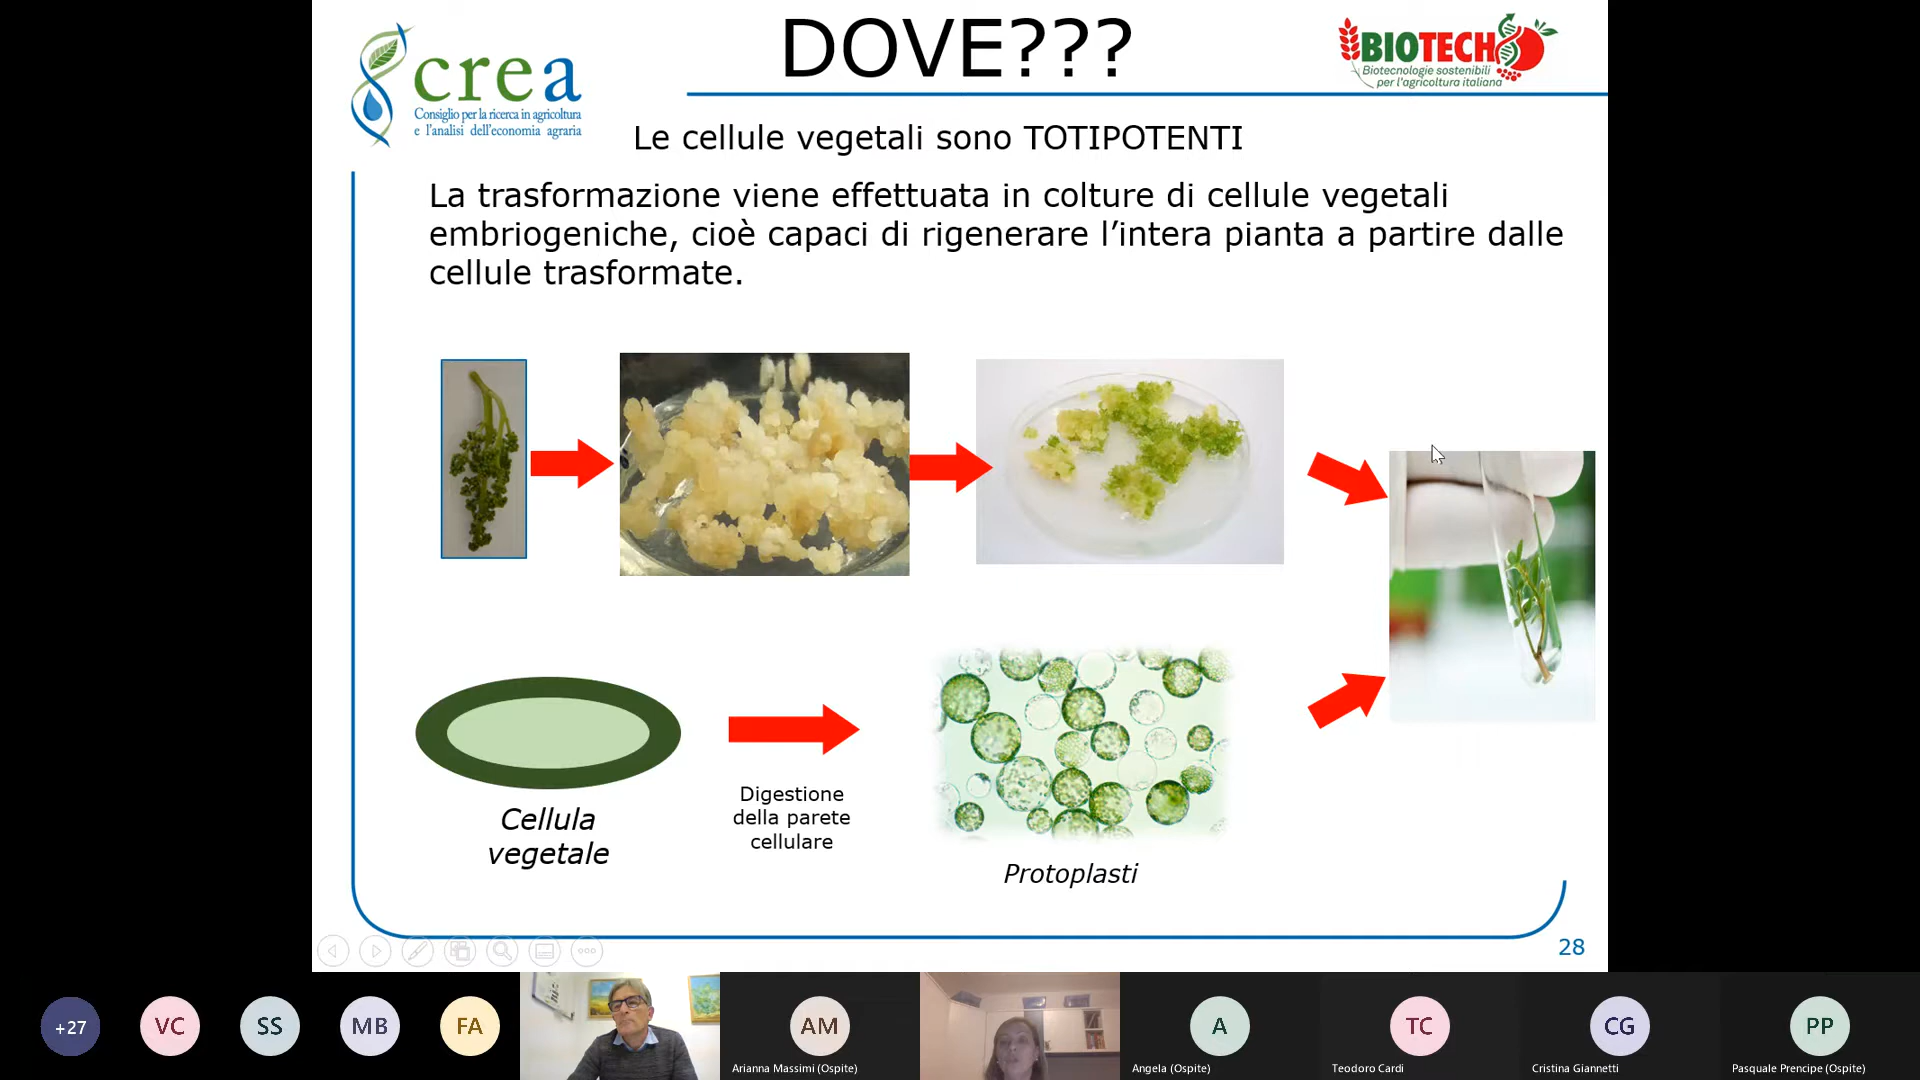 DOVE???
crea
Consiglio per la ricerca in agricoltura
e l'analisi dell'economia agraria
BIOTECH
Biotecnologie sostenibili
per l'agricoltura italiana
Le cellule vegetali sono TOTIPOTENTI
La trasformazione viene effettuata in colture di cellule vegetali
embriogeniche, cioè capaci di rigenerare l’intera pianta a partire dalle
cellule trasformate.
Cellula
vegetale
Digestione
della parete
cellulare
Protoplasti
28
+27
VC
SS
MB
FA
AM
Arianna Massimi (Ospite)
A
Angela (Ospite)
TC
Teodoro Cardi
CG
Cristina Giannetti
PP
Pasquale Prencipe (Ospite)